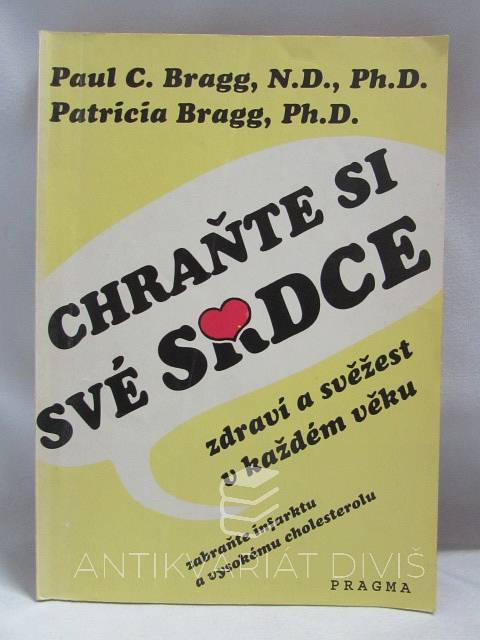 Paul C. Bragg, N.D., Ph.D.
Patricia Bragg, Ph.D.
CHRAŇTE SI
SVÉ SRDCE
zdraví a svěžest
v každém věku
zabraňte infarktu
a vysokému cholesterolu
ANTIKVARIÁT DIVIŠ
PRAGMA